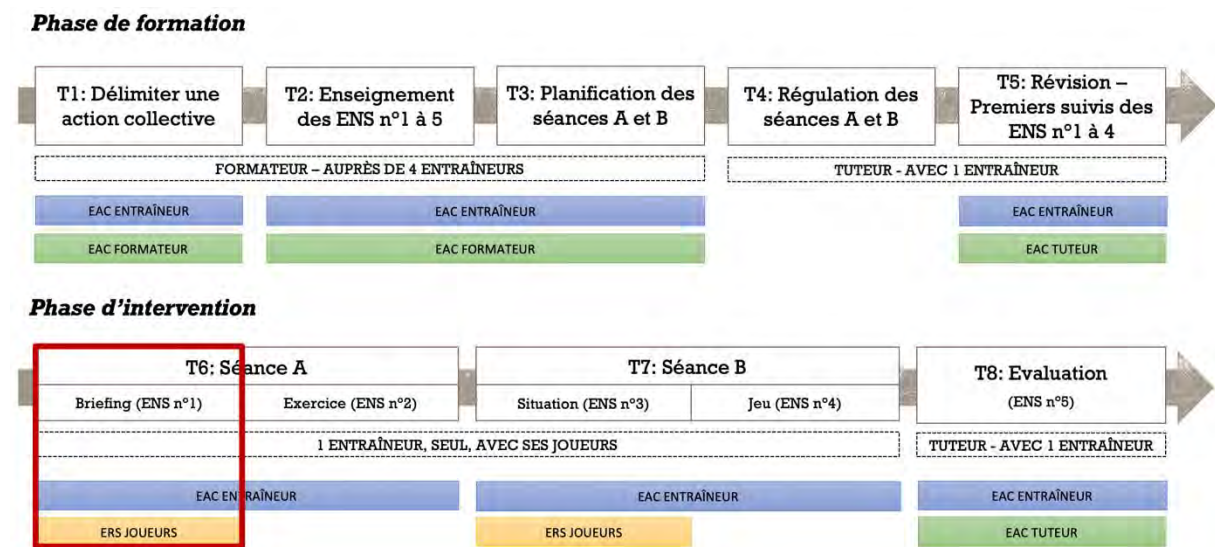 Phase de formation
T1: Délimiter une
action collective
T2: Enseignement
des ENS n°1 à 5
T3: Planification des
séances A et B
T4: Régulation des
séances A et B
T5: Révision –
Premiers suivis des
ENS n°1 à 4
FORMATEUR – AUPRÈS DE 4 ENTRAÎNEURS
TUTEUR - AVEC 1 ENTRAÎNEUR
EAC ENTRAÎNEUR
EAC ENTRAÎNEUR
EAC ENTRAÎNEUR
EAC FORMATEUR
EAC FORMATEUR
EAC TUTEUR
Phase d'intervention
T6: Séance A
Briefing (ENS n°1)
Exercice (ENS n°2)
T7: Séance B
Situation (ENS n°3)
Jeu (ENS n°4)
T8: Evaluation
(ENS n°5)
1 ENTRAÎNEUR, SEUL, AVEC SES JOUEURS
TUTEUR - AVEC 1 ENTRAÎNEUR
EAC ENTRAÎNEUR
EAC ENTRAÎNEUR
EAC ENTRAÎNEUR
ERS JOUEURS
ERS JOUEURS
EAC TUTEUR